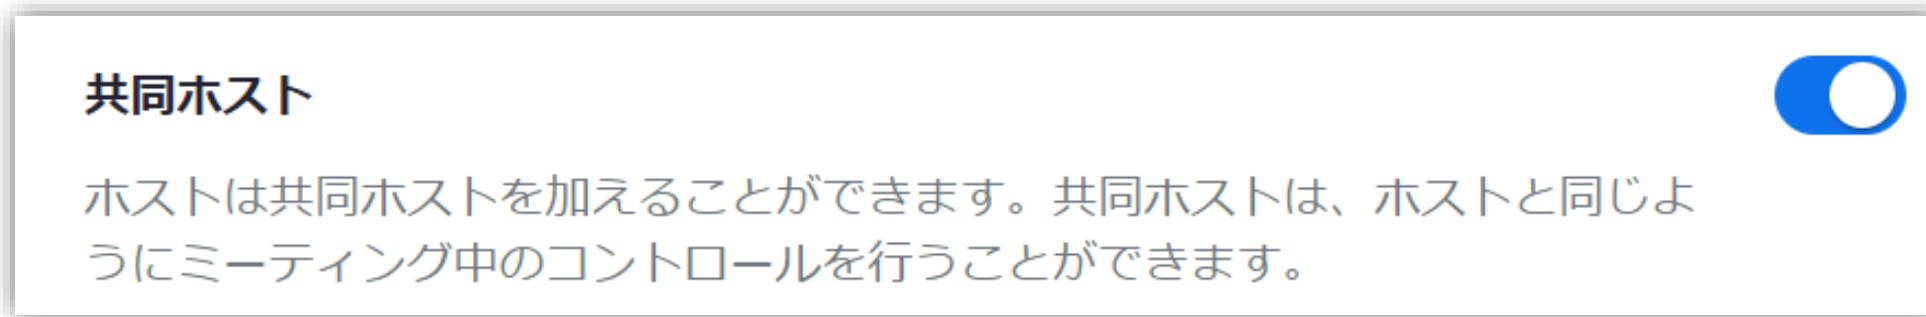 共同ホスト
ホストは共同ホストを加えることができます。共同ホストは、ホストと同じよ
うにミーティング中のコントロールを行うことができます。